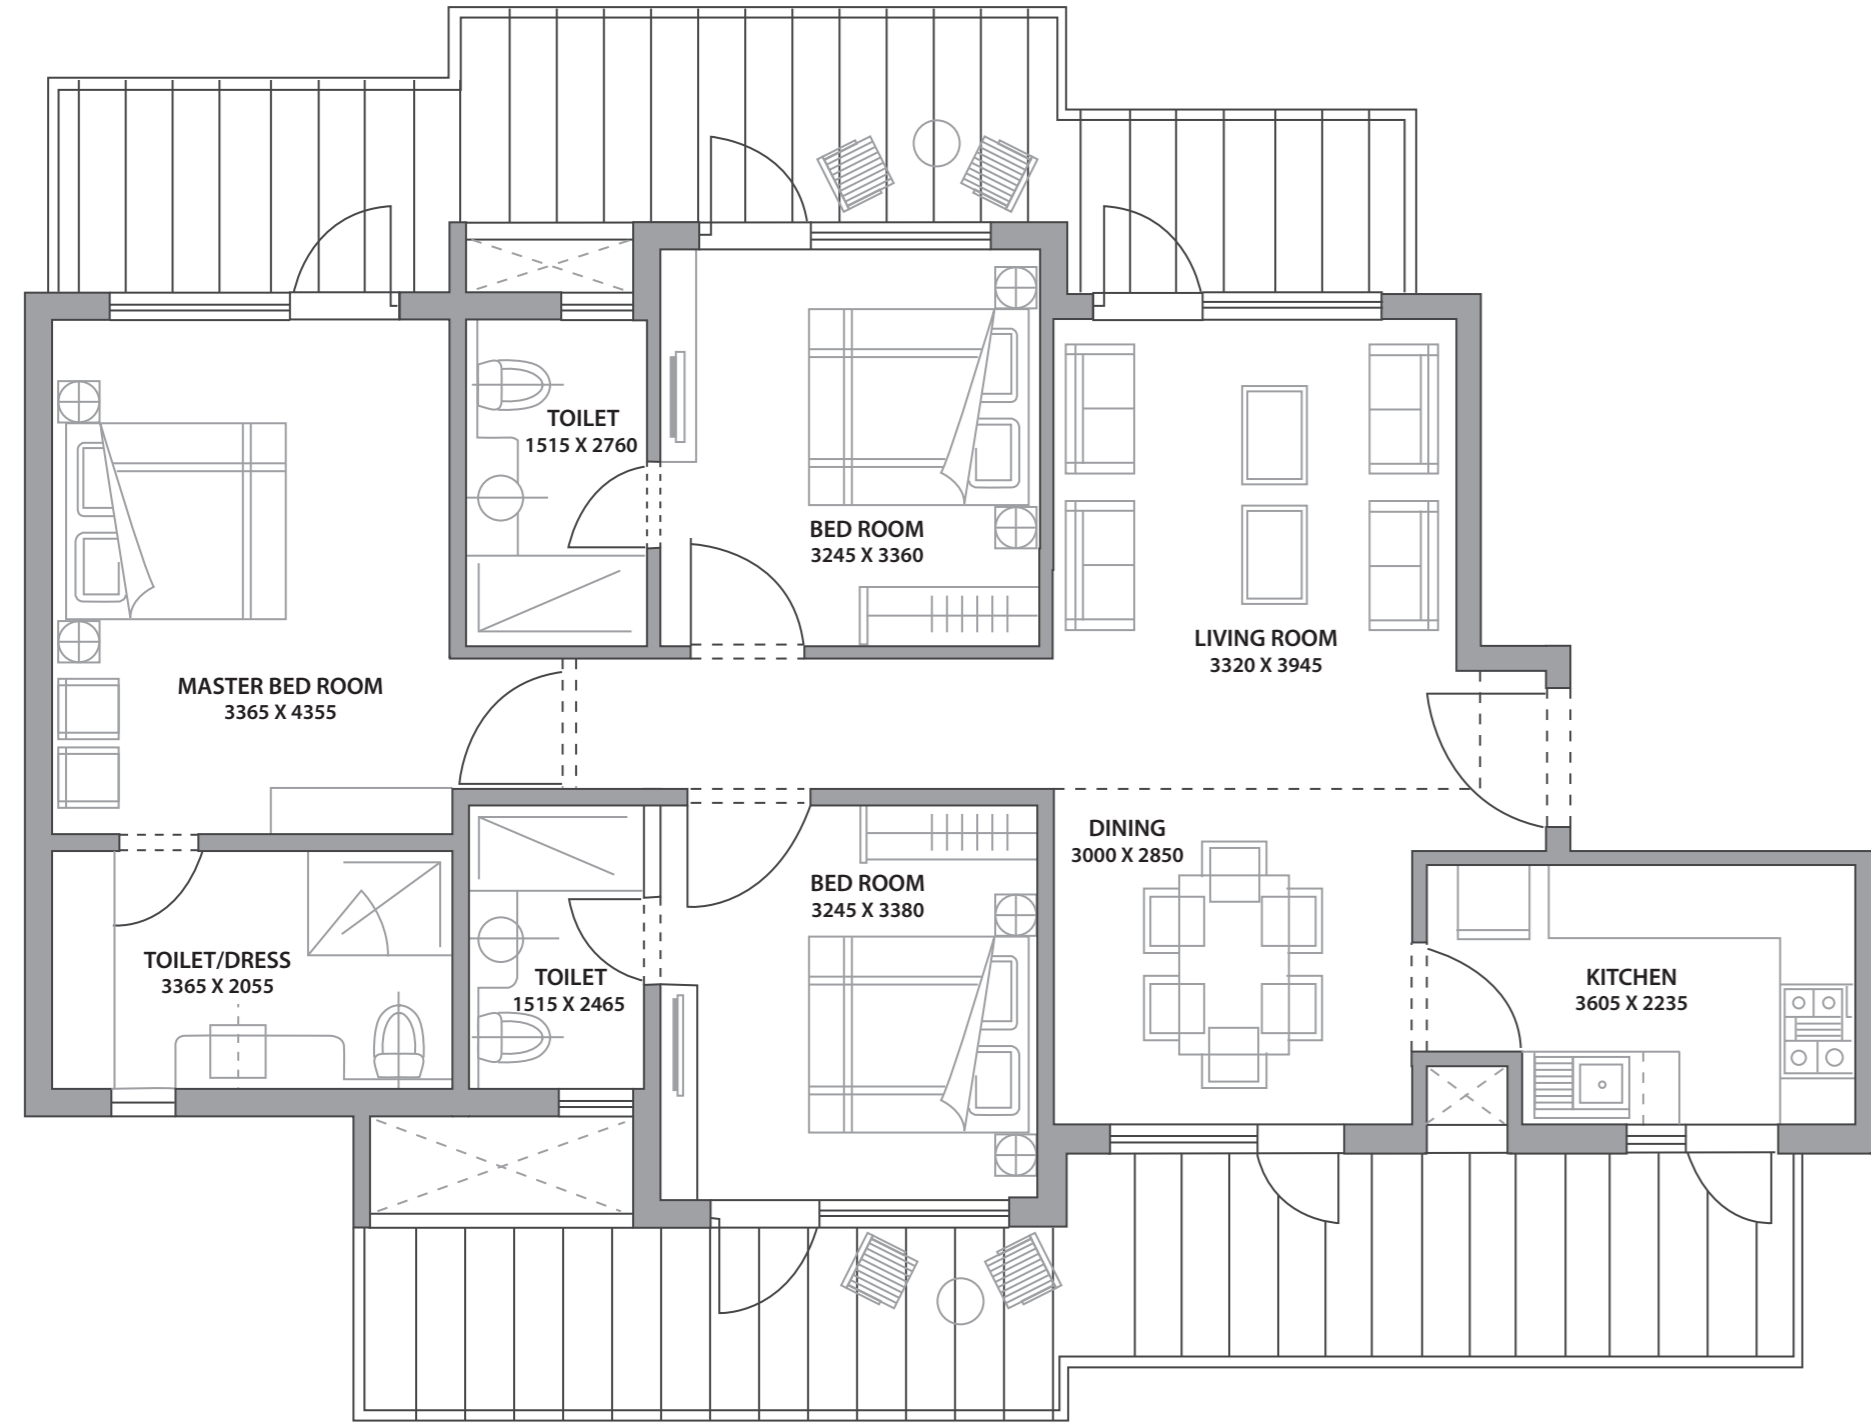 TOILET
1515 X 2760
BED ROOM
3245 X 3360
LIVING ROOM
3320 X 3945
MASTER BED ROOM
3365 X 4355
DINING
3000 X 2850
BED ROOM
3245 X 3380
TOILET/DRESS
3365 X 2055
TOILET
1515 X 2465
KITCHEN
3605 X 2235